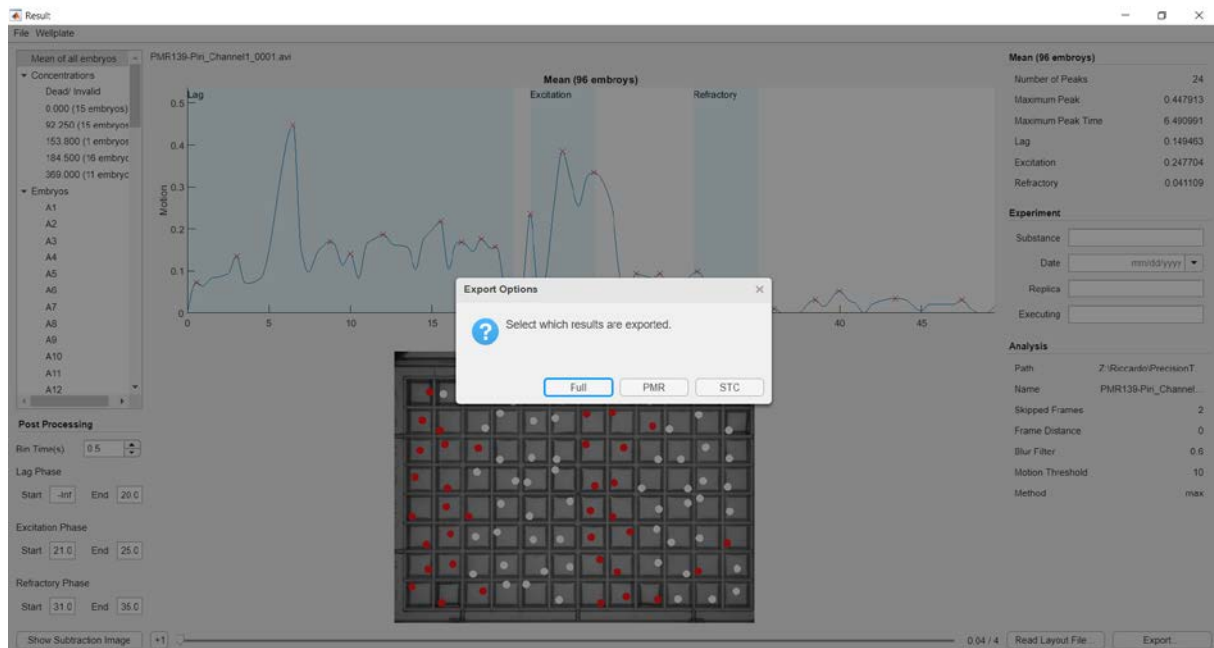 Result
File Wellplate
Mean of all embryos
Concentrations
Dead/ Invalid
0.000 (15 embryos)
92.250 (15 embryos
153.800 (1 embryos
184.500 (16 embryc
369.000 (11 embryc
Embryos
A1
A2
A3
A4
A5
A6
A7
A8
A9
A10
A11
A12
Post Processing
Bin Time(s) 0.5
Lag Phase
Start -Inf End 20.0
Excitation Phase
Start 21.0 End 25.0
Refractory Phase
Start 31.0 End 35.0
Show Subtraction Image +1 0.04 / 4
PMR139-Piri_Channel1_0001.avi
Mean (96 embroys)
Lag Excitation Refractory
0.5
0.4
0.3
0.2
0.1
0
Motion
0 5 10 15 40 45
Export Options
Select which results are exported.
Full PMR STC
Mean (96 embroys)
Number of Peaks 24
Maximum Peak 0.447913
Maximum Peak Time 6.490991
Lag 0.149463
Excitation 0.247704
Refractory 0.041109
Experiment
Substance
Date mm/dd/yyyy
Replica
Executing
Analysis
Path Z:\Riccardo\PrecisionT...
Name PMR139-Piri_Channel...
Skipped Frames 2
Frame Distance 0
Blur Filter 0.6
Motion Threshold 10
Method max
Read Layout File... Export...